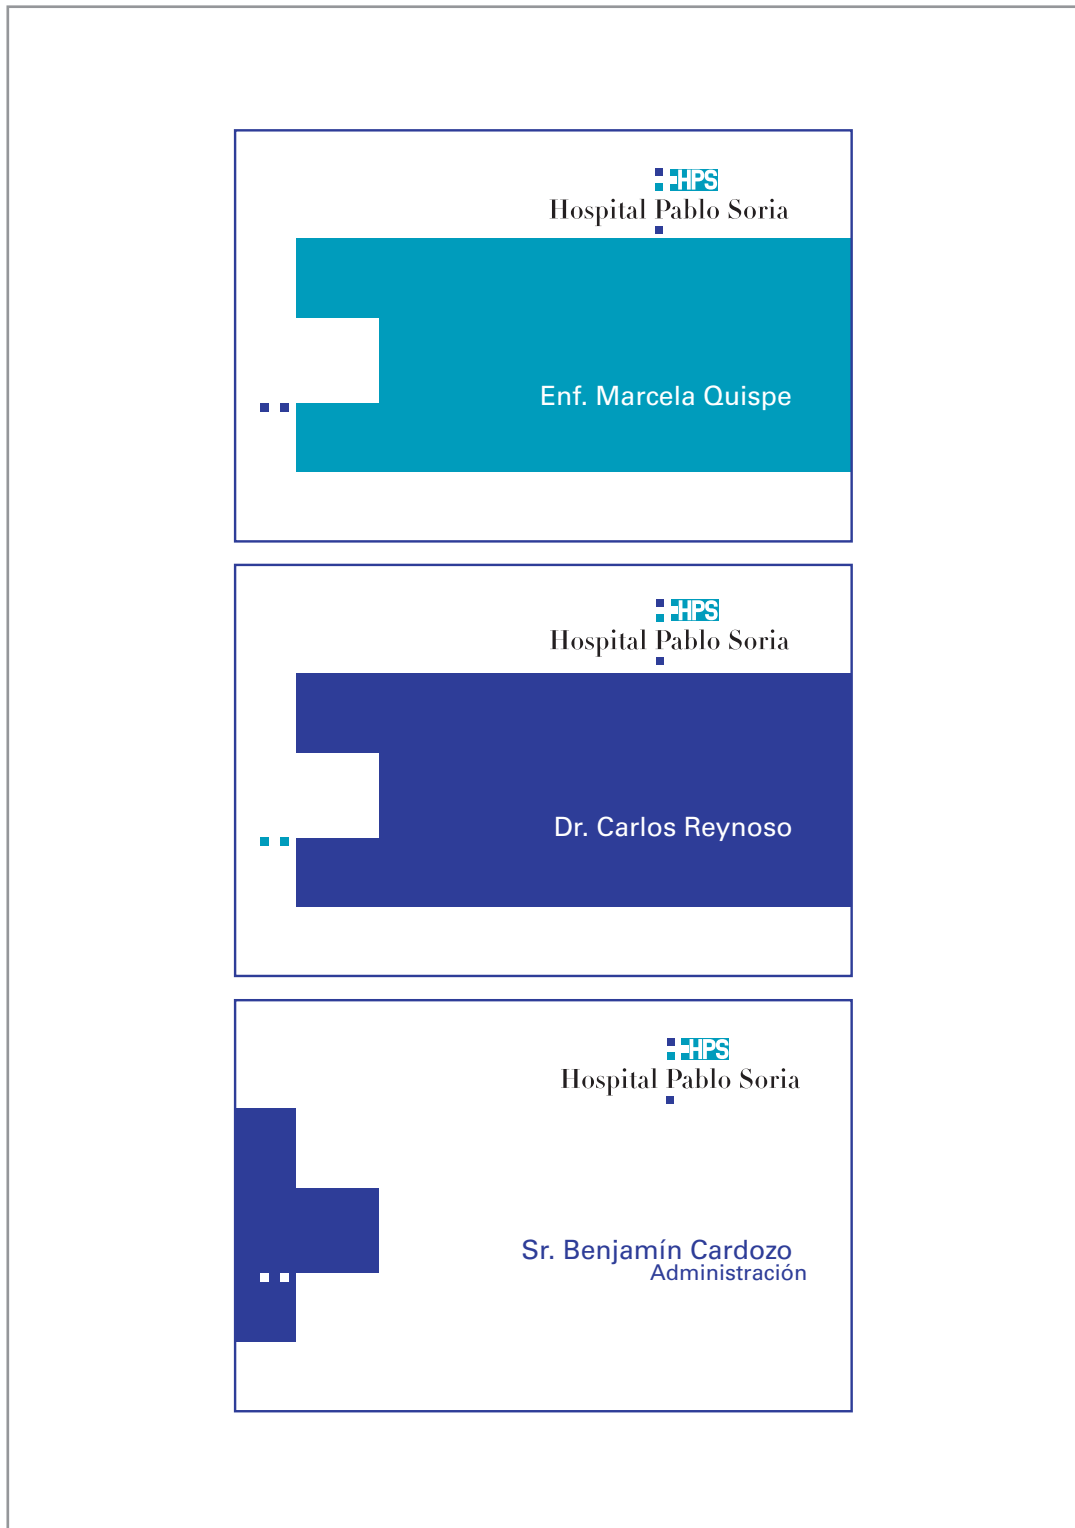 HPS
Hospital Pablo Soria
Enf. Marcela Quispe
HPS
Hospital Pablo Soria
Dr. Carlos Reynoso
HPS
Hospital Pablo Soria
Sr. Benjamín Cardozo
Administración